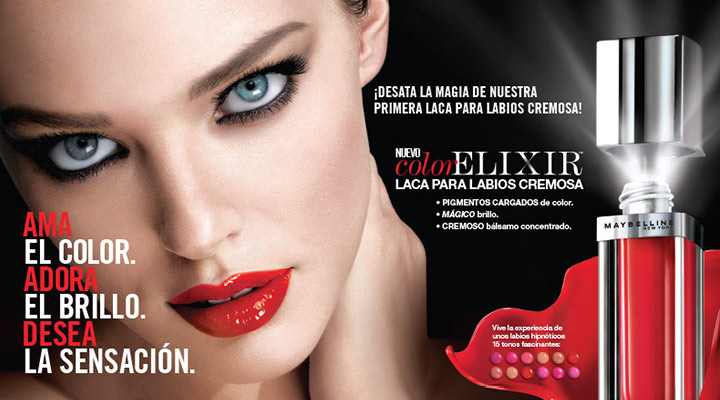 ¡DESATA LA MAGIA DE NUESTRA
PRIMERA LACA PARA LABIOS CREMOSA!
NUEVO
color ELIXIR™
LACA PARA LABIOS CREMOSA
• PIGMENTOS CARGADOS de color.
• MÁGICO brillo.
• CREMOSO bálsamo concentrado.
AMA
EL COLOR.
ADORA
EL BRILLO.
DESEA
LA SENSACIÓN.
MAYBELLINE
NEW YORK
Vive la experiencia de
unos labios hipnóticos
15 tonos fascinantes: